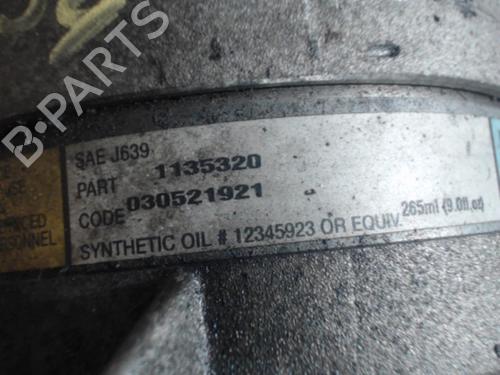 B-PARTS
SAE J639
PART 1135320
CODE 030521921
SYNTHETIC OIL # 12345923 OR EQUIV. 265ml (9.0fl.oz)